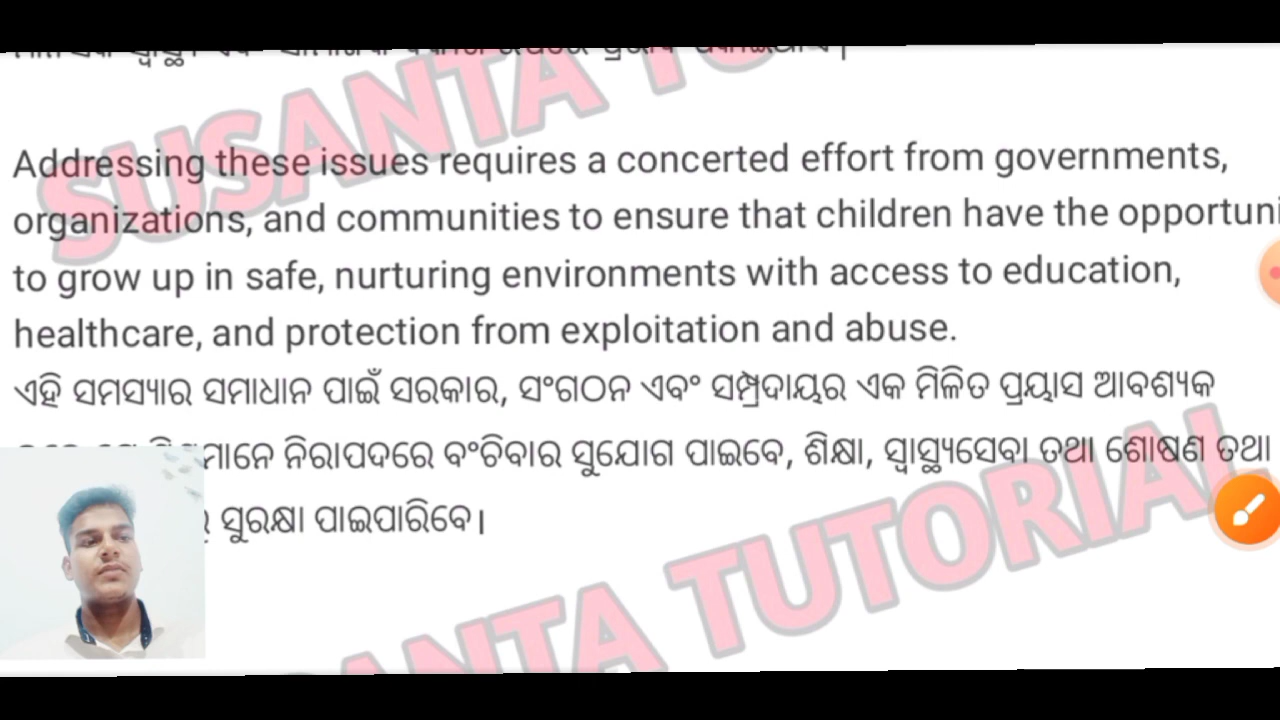 SUSANTA TU
Addressing these issues requires a concerted effort from governments,
organizations, and communities to ensure that children have the opportuni
to grow up in safe, nurturing environments with access to education,
healthcare, and protection from exploitation and abuse.
ଏହି ସମସ୍ୟାର ସମାଧାନ ପାଇଁ ସରକାର, ସଂଗଠନ ଏବଂ ସମ୍ପ୍ରଦାୟର ଏକ ମିଳିତ ପ୍ରୟାସ ଆବଶ୍ୟକ
ମାନେ ନିରାପଦରେ ବଂଚିବାର ସୁଯୋଗ ପାଇବେ, ଶିକ୍ଷା, ସ୍ୱାସ୍ଥ୍ୟସେବା ତଥା ଶୋଷଣ ତଥା
ସୁରକ୍ଷା ପାଇପାରିବେ।
ANTA TUTORIAL